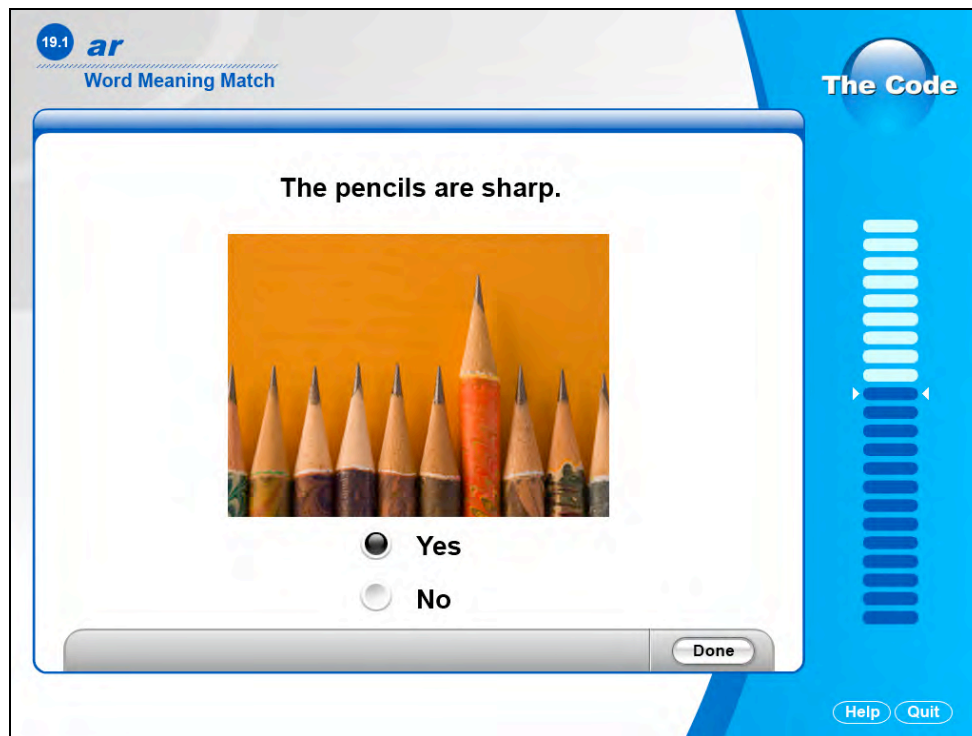 19.1 ar
Word Meaning Match
The Code
The pencils are sharp.
Yes
No
Done
Help Quit